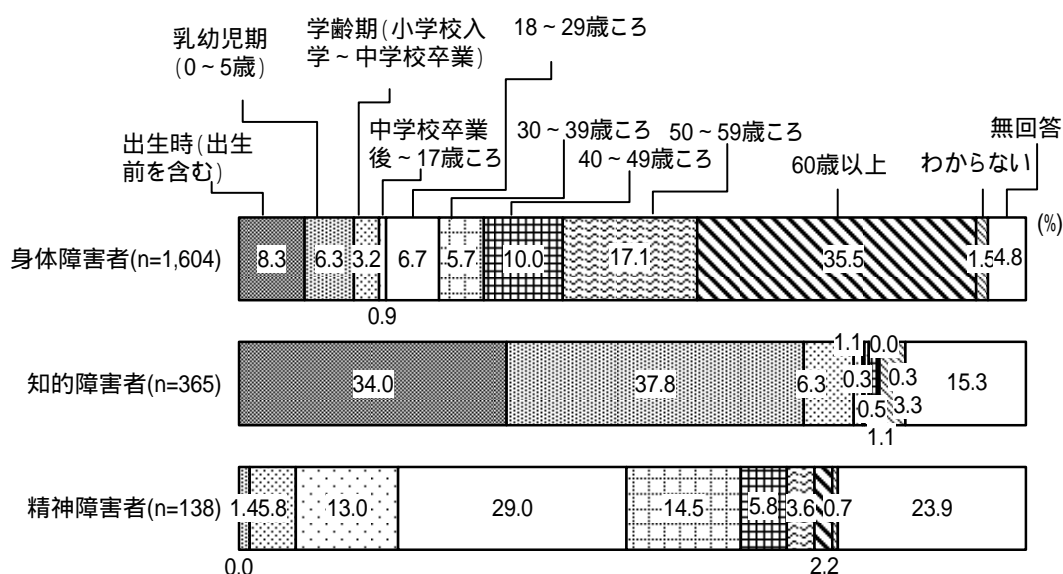 乳幼児期
(0～5歳)
学齢期(小学校入
学～中学校卒業)
18～29歳ころ
出生時(出生
前を含む)
中学校卒業
後～17歳ころ
30～39歳ころ
40～49歳ころ
50～59歳ころ
60歳以上
わからない
無回答
(%)
身体障害者(n=1,604)
8.3
6.3
3.2
0.9
6.7
5.7
10.0
17.1
35.5
1.5
4.8
知的障害者(n=365)
34.0
37.8
6.3
1.1
0.3
0.5
1.1
0.0
0.3
3.3
15.3
精神障害者(n=138)
0.0
1.4
5.8
13.0
29.0
14.5
5.8
3.6
2.2
0.7
23.9